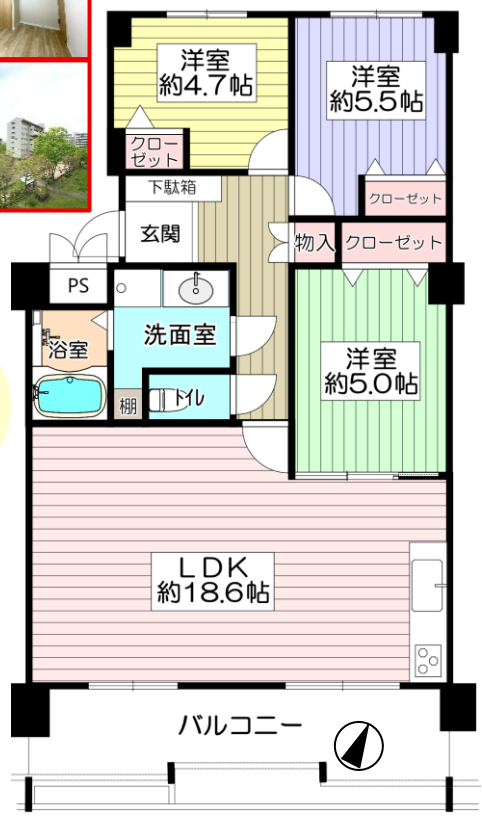 洋室
約4.7帖
洋室
約5.5帖
クロー
ゼット
クローゼット
下駄箱
玄関
物入
クローゼット
PS
洗面室
浴室
洋室
約5.0帖
トイレ
棚
LDK
約18.6帖
バルコニー